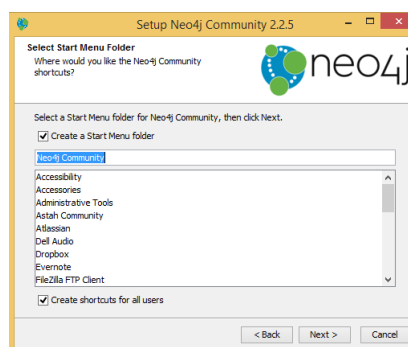 Setup Neo4j Community 2.2.5
Select Start Menu Folder
Where would you like the Neo4j Community
shortcuts?
neo4j
Select a Start Menu folder for Neo4j Community, then click Next.
Create a Start Menu folder
Neo4j Community
Accessibility
Accessories
Administrative Tools
Astah Community
Atlassian
Dell Audio
Dropbox
Evernote
FileZilla FTP Client
Create shortcuts for all users
< Back
Next >
Cancel